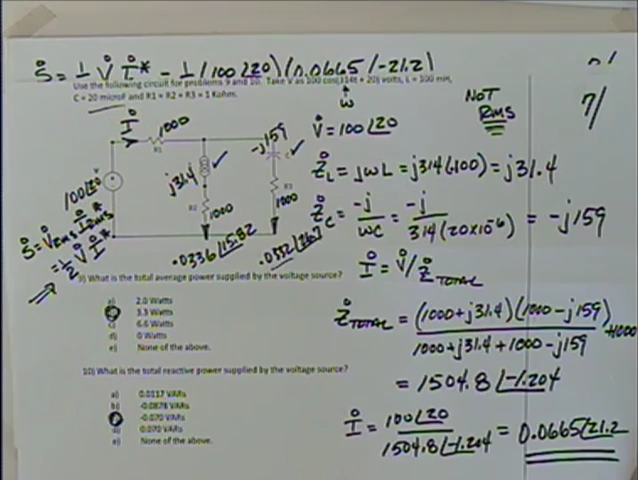 S = 1/2 V I* - 1/2 (100∠20)(0.0665∠-21.2)
Use the following circuit for problems 9 and 10. Take V as 100 cos(314t + 20) volts, L = 100 mH,
C = 20 microF and R1 = R2 = R3 = 1 Kohm.
ω
NOT
RMS
7/
I
1000
R1
V = 100∠20
-j159
C
j31.4
Z_L = jωL = j314(.100) = j31.4
V
100∠20
R2
1000
R3
1000
Z_C = -j/ωC = -j/314(20x10^-6) = -j159
S = V_RMS I_RMS*
= 1/2 V I*
.0336∠15.82
I = V/Z_TOTAL
9) What is the total average power supplied by the voltage source?
a) 2.0 Watts
3.3 Watts
c) 6.6 Watts
d) 0 Watts
e) None of the above.
Z_TOTAL = (1000+j31.4)(1000-j159)/1000+j31.4+1000-j159 +1000
= 1504.8∠-1.204
10) What is the total reactive power supplied by the voltage source?
a) 0.0117 VARs
b) -0.0878 VARs
-0.070 VARs
d) 0.070 VARs
e) None of the above.
I = 100∠20/1504.8∠-1.204 = 0.0665∠21.2